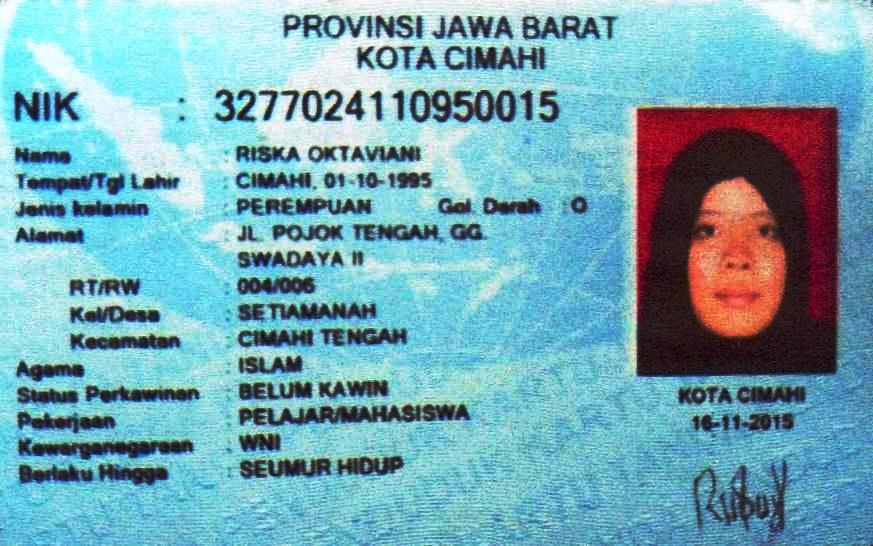 PROVINSI JAWA BARAT
KOTA CIMAHI
NIK : 3277024110950015
Nama : RISKA OKTAVIANI
Tempat/Tgl Lahir : CIMAHI, 01-10-1995
Jenis kelamin : PEREMPUAN Gol. Darah : O
Alamat : JL. POJOK TENGAH, GG.
SWADAYA II
RT/RW : 004/006
Kel/Desa : SETIAMANAH
Kecamatan : CIMAHI TENGAH
Agama : ISLAM
Status Perkawinan : BELUM KAWIN
Pekerjaan : PELAJAR/MAHASISWA
Kewarganegaraan : WNI
Berlaku Hingga : SEUMUR HIDUP
KOTA CIMAHI
16-11-2015